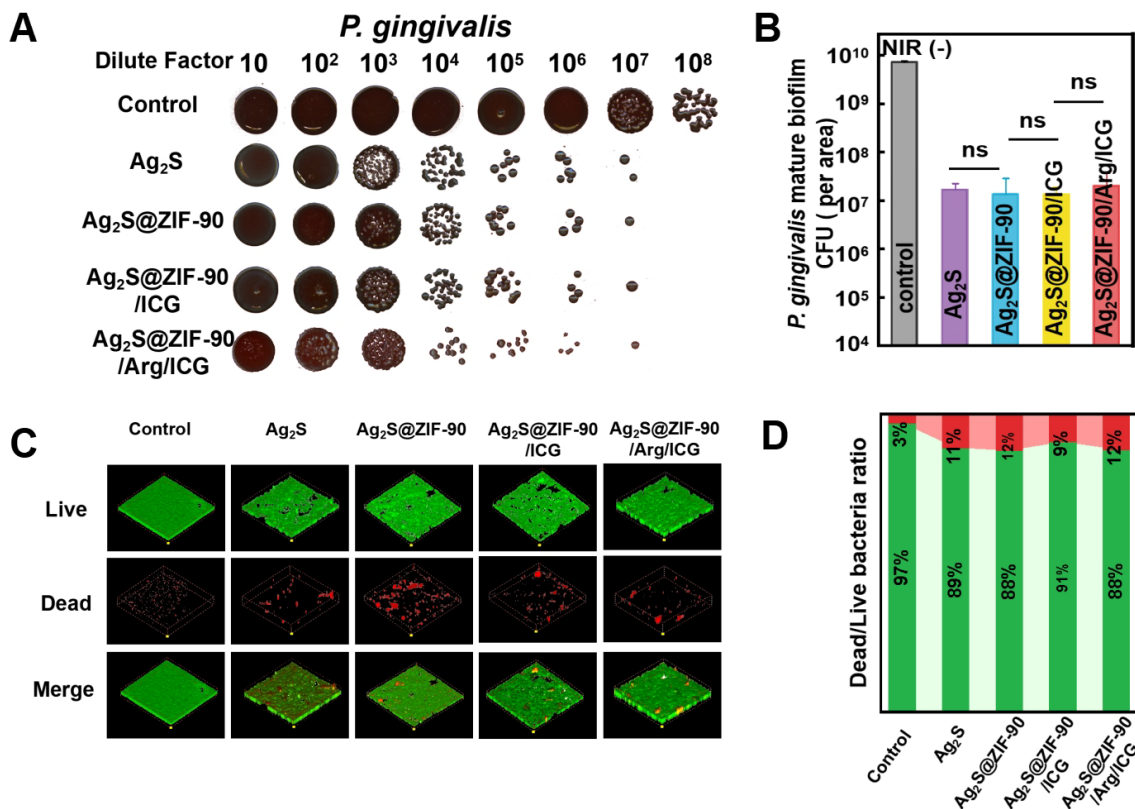 A
P. gingivalis
Dilute Factor 10 10² 10³ 10⁴ 10⁵ 10⁶ 10⁷ 10⁸
Control
Ag₂S
Ag₂S@ZIF-90
Ag₂S@ZIF-90
/ICG
Ag₂S@ZIF-90
/Arg/ICG
B
P. gingivalis mature biofilm
CFU ( per area)
10¹⁰
10⁹
10⁸
10⁷
10⁶
10⁵
10⁴
NIR (-)
ns
ns
ns
control
Ag₂S
Ag₂S@ZIF-90
Ag₂S@ZIF-90/ICG
Ag₂S@ZIF-90/Arg/ICG
C
Control Ag₂S Ag₂S@ZIF-90 Ag₂S@ZIF-90 Ag₂S@ZIF-90
/ICG /Arg/ICG
Live
Dead
Merge
D
Dead/Live bacteria ratio
3% 11% 12% 9% 12%
97% 89% 88% 91% 88%
Control
Ag₂S
Ag₂S@ZIF-90
Ag₂S@ZIF-90
/ICG
Ag₂S@ZIF-90
/Arg/ICG